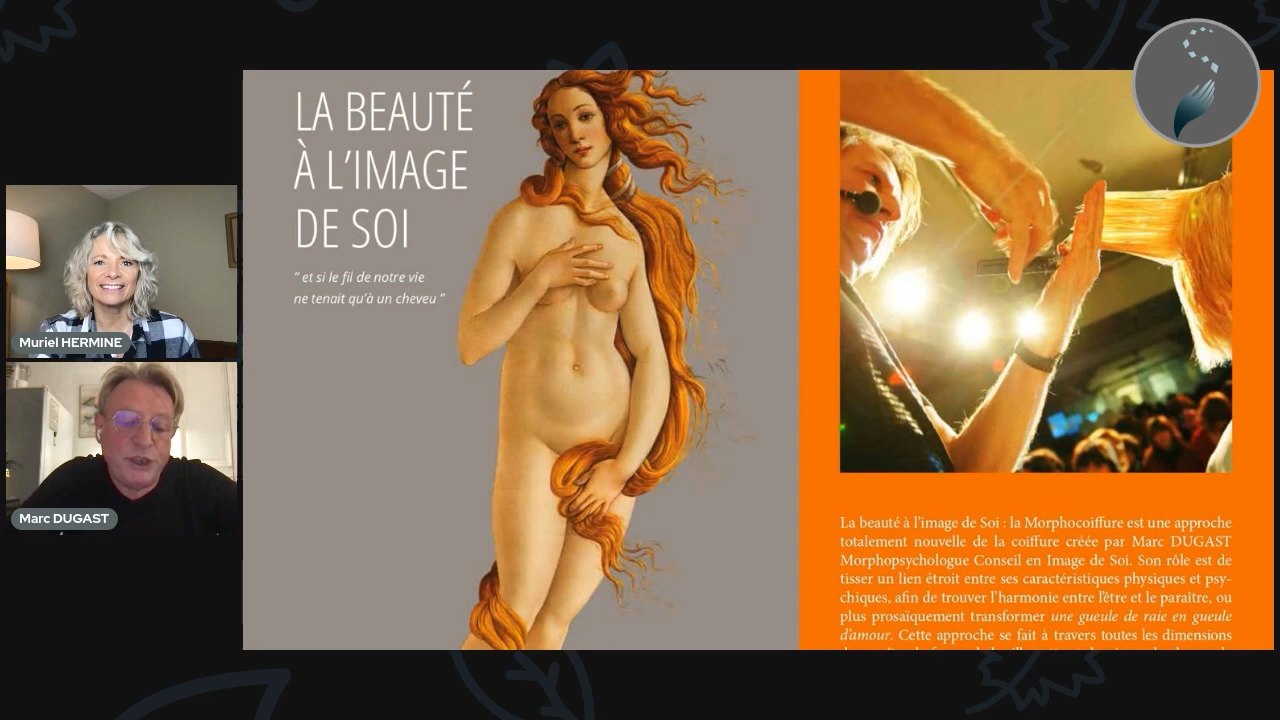 LA BEAUTÉ
À L’IMAGE
DE SOI
“ et si le fil de notre vie
ne tenait qu’à un cheveu ”
Muriel HERMINE
Marc DUGAST
La beauté à l’image de Soi : la Morphocoiffure est une approche
totalement nouvelle de la coiffure créée par Marc DUGAST
Morphopsychologue Conseil en Image de Soi. Son rôle est de
tisser un lien étroit entre ses caractéristiques physiques et psy-
chiques, afin de trouver l’harmonie entre l’être et le paraître, ou
plus prosaïquement transformer une gueule de raie en gueule
d’amour. Cette approche se fait à travers toutes les dimensions